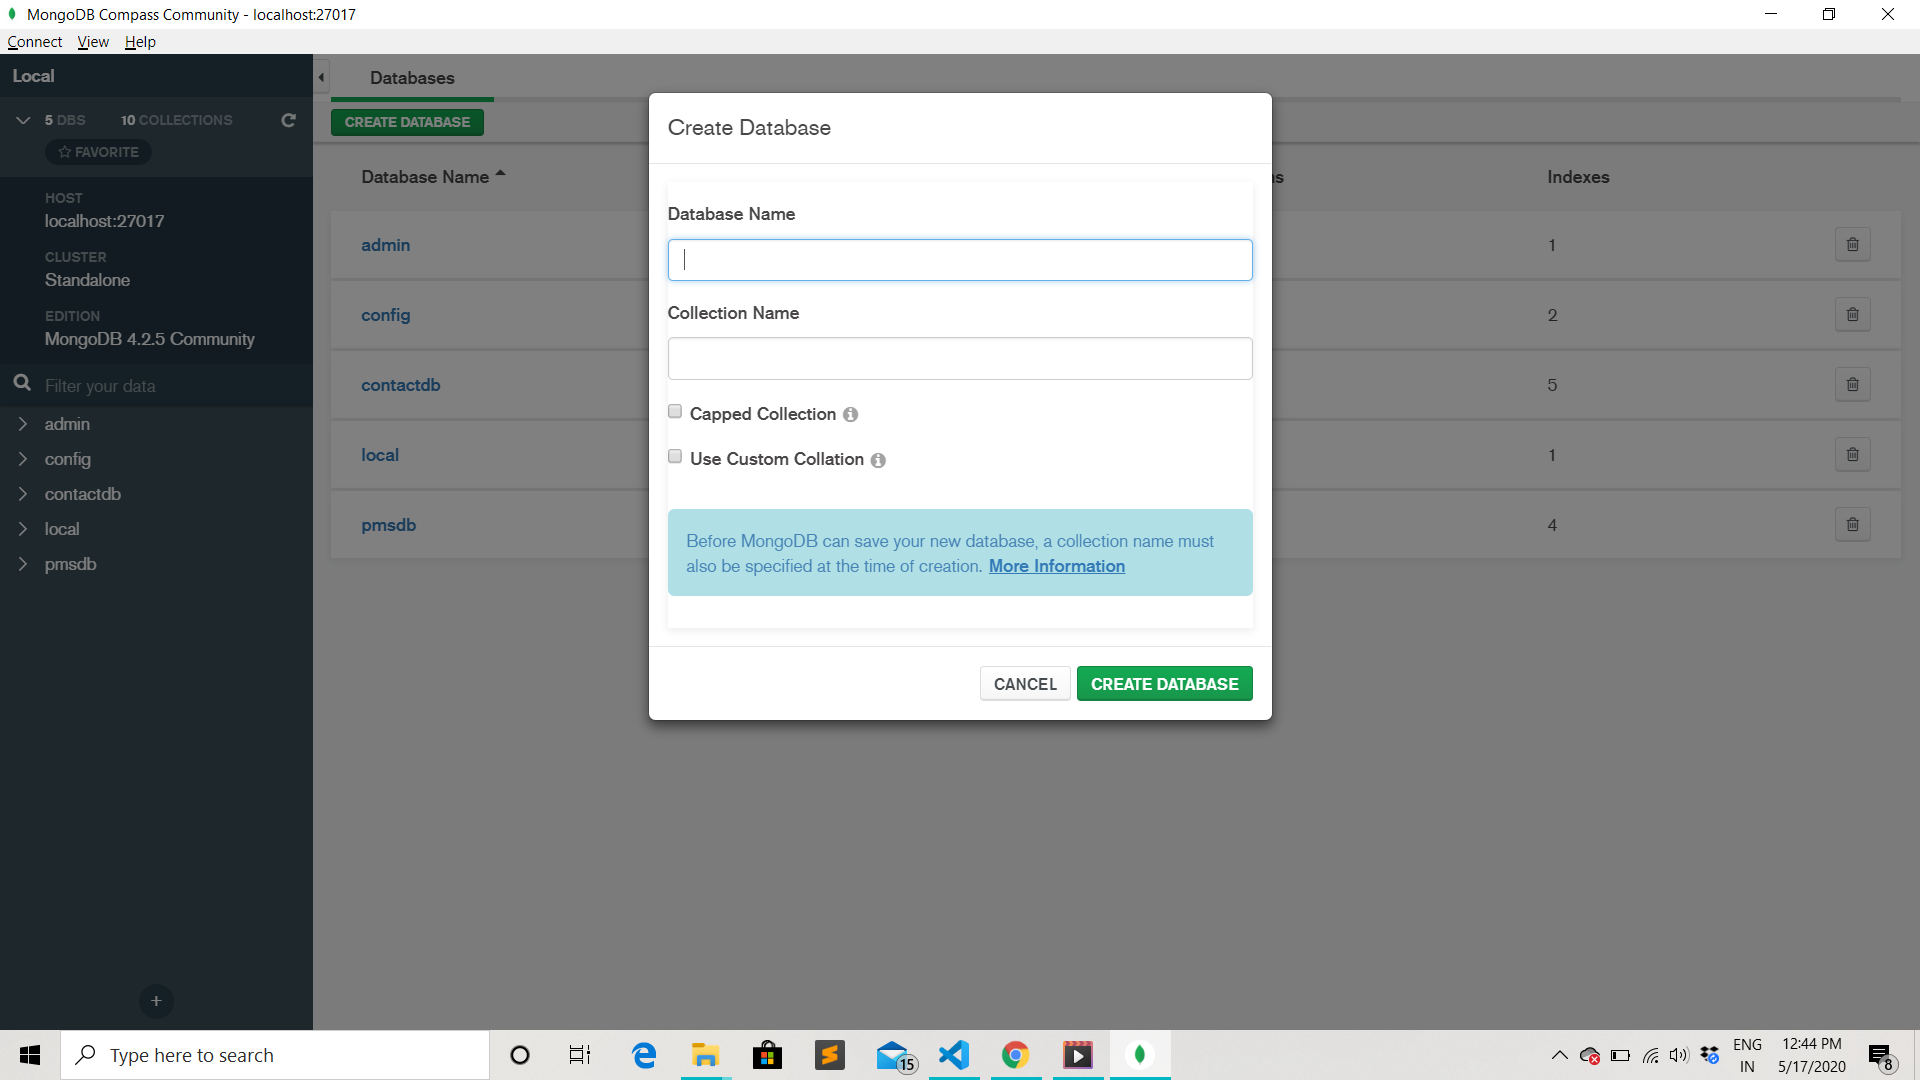 MongoDB Compass Community - localhost:27017
Connect View Help
Local
Databases
5 DBS 10 COLLECTIONS
FAVORITE
CREATE DATABASE
HOST
localhost:27017
CLUSTER
Standalone
EDITION
MongoDB 4.2.5 Community
Filter your data
admin
config
contactdb
local
pmsdb
Database Name
Indexes
admin 1
config 2
contactdb 5
local 1
pmsdb 4
Create Database
Database Name
Collection Name
Capped Collection
Use Custom Collation
Before MongoDB can save your new database, a collection name must
also be specified at the time of creation. More Information
CANCEL CREATE DATABASE
Type here to search
15
ENG
IN
12:44 PM
5/17/2020
8